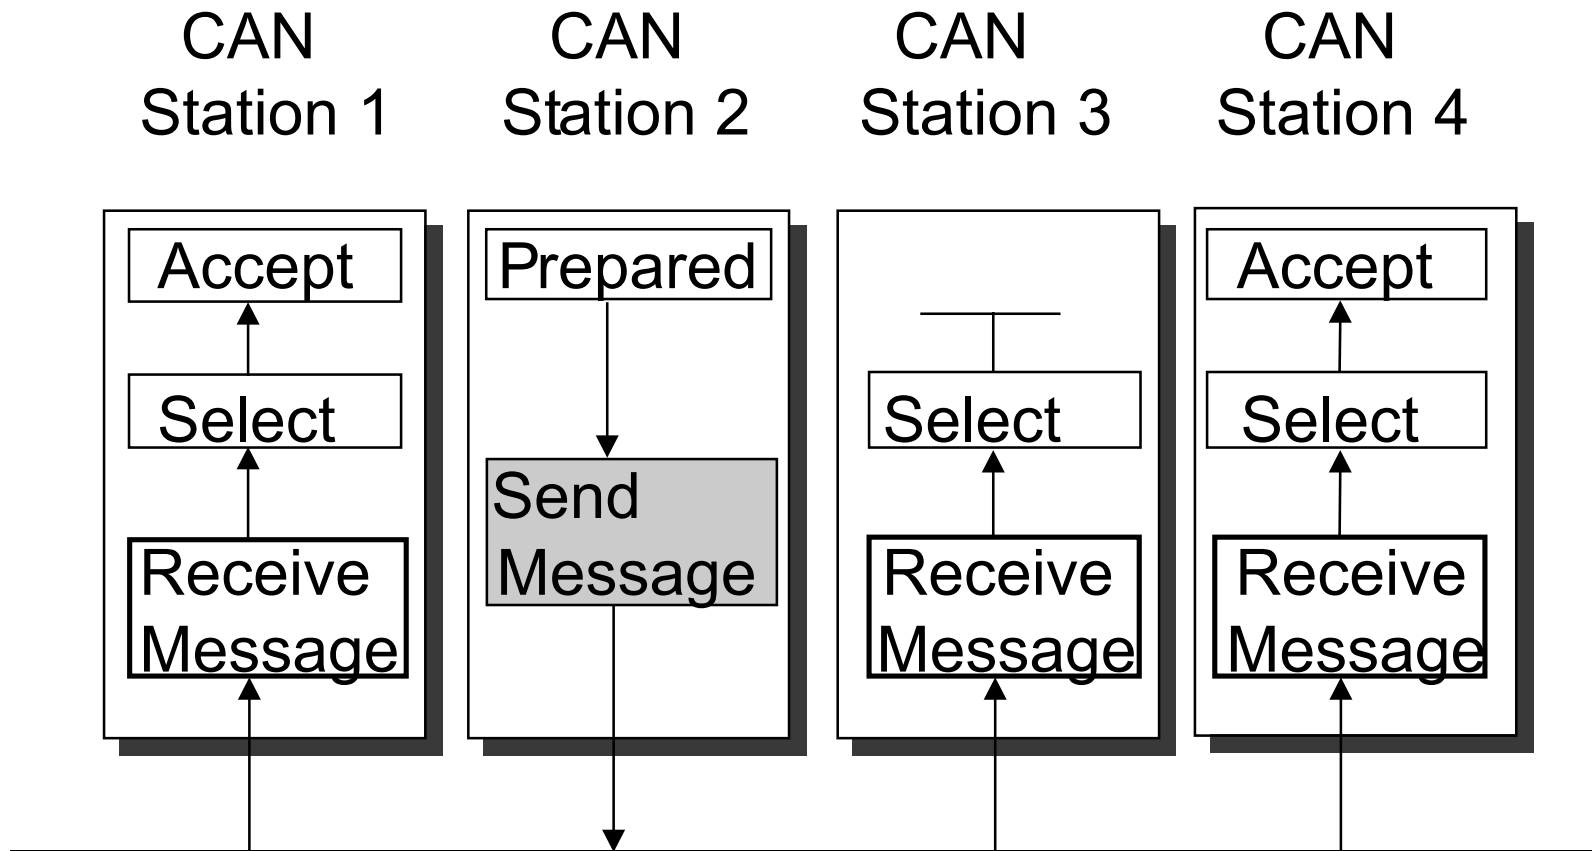 CAN
Station 1
CAN
Station 2
CAN
Station 3
CAN
Station 4
Accept
Select
Receive
Message
Prepared
Send
Message
Select
Receive
Message
Accept
Select
Receive
Message